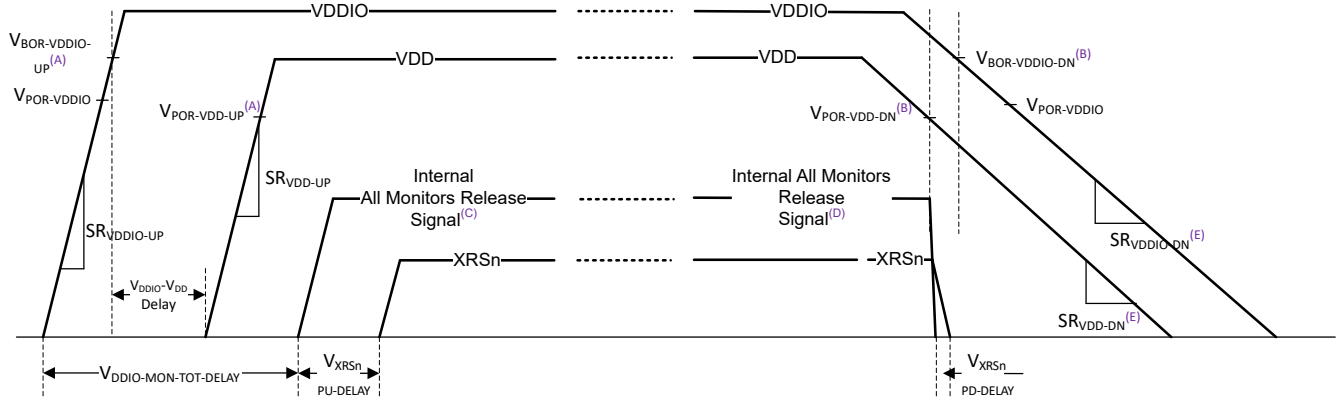 VDDIO
VDDIO
VBOR-VDDIO-
UP(A)
VPOR-VDDIO
VDD
VDD
VBOR-VDDIO-DN(B)
VPOR-VDDIO
VPOR-VDD-UP(A)
VPOR-VDD-DN(B)
SRVDD-UP
SRVDDIO-UP
Internal
All Monitors Release
Signal(C)
Internal All Monitors
Release
Signal(D)
SRVDDIO-DN(E)
XRSn
XRSn
VDDIO-VDD
Delay
SRVDD-DN(E)
VDDIO-MON-TOT-DELAY
VXRSn
PU-DELAY
VXRSn
PD-DELAY